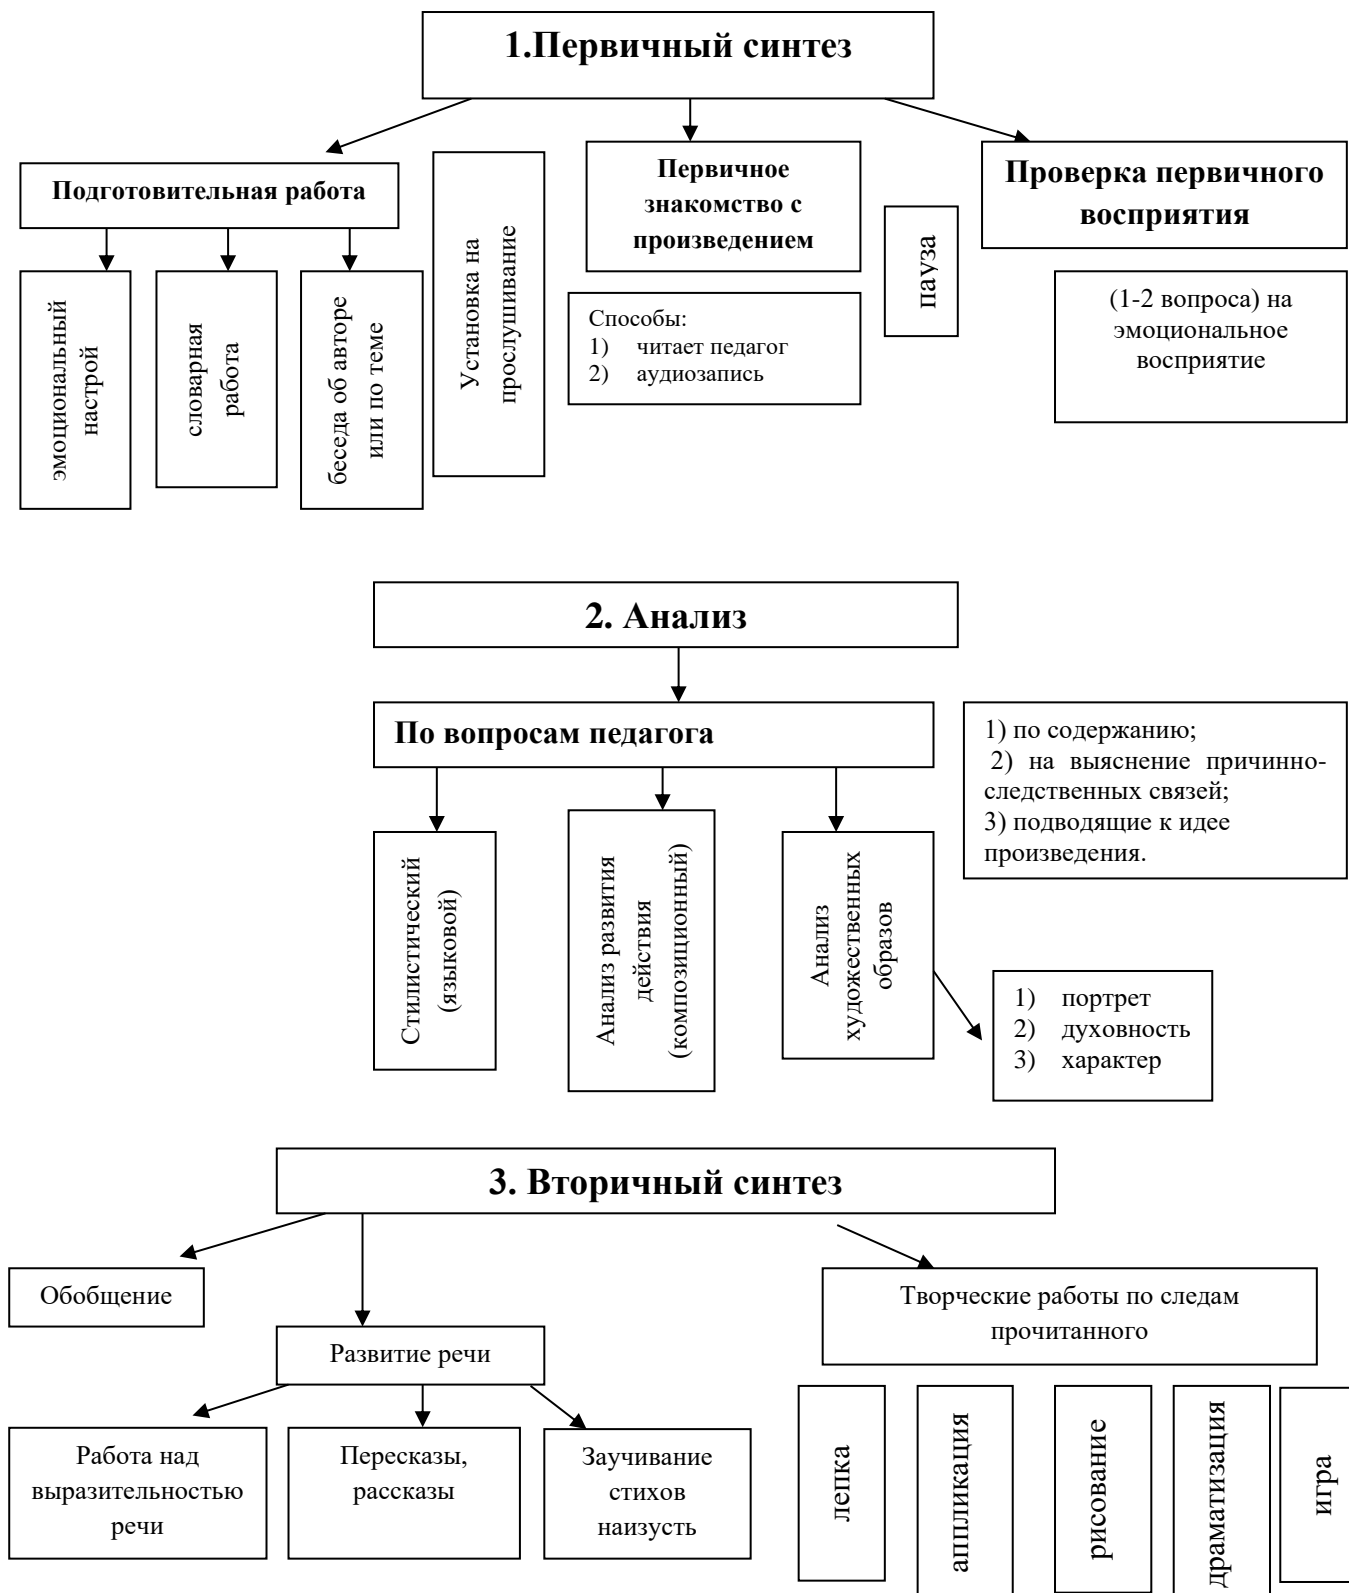 1.Первичный синтез
Подготовительная работа
эмоциональный
настрой
словарная
работа
беседа об авторе
или по теме
Установка на
прослушивание
Первичное
знакомство с
произведением
Способы:
1) читает педагог
2) аудиозапись
пауза
Проверка первичного
восприятия
(1-2 вопроса) на
эмоциональное
восприятие
2. Анализ
По вопросам педагога
1) по содержанию;
2) на выяснение причинно-
следственных связей;
3) подводящие к идее
произведения.
Стилистический
(языковой)
Анализ развития
действия
(композиционный)
Анализ
художественных
образов
1) портрет
2) духовность
3) характер
3. Вторичный синтез
Обобщение
Развитие речи
Работа над
выразительностью
речи
Пересказы,
рассказы
Заучивание
стихов
наизусть
Творческие работы по следам
прочитанного
лепка
аппликация
рисование
драматизация
игра